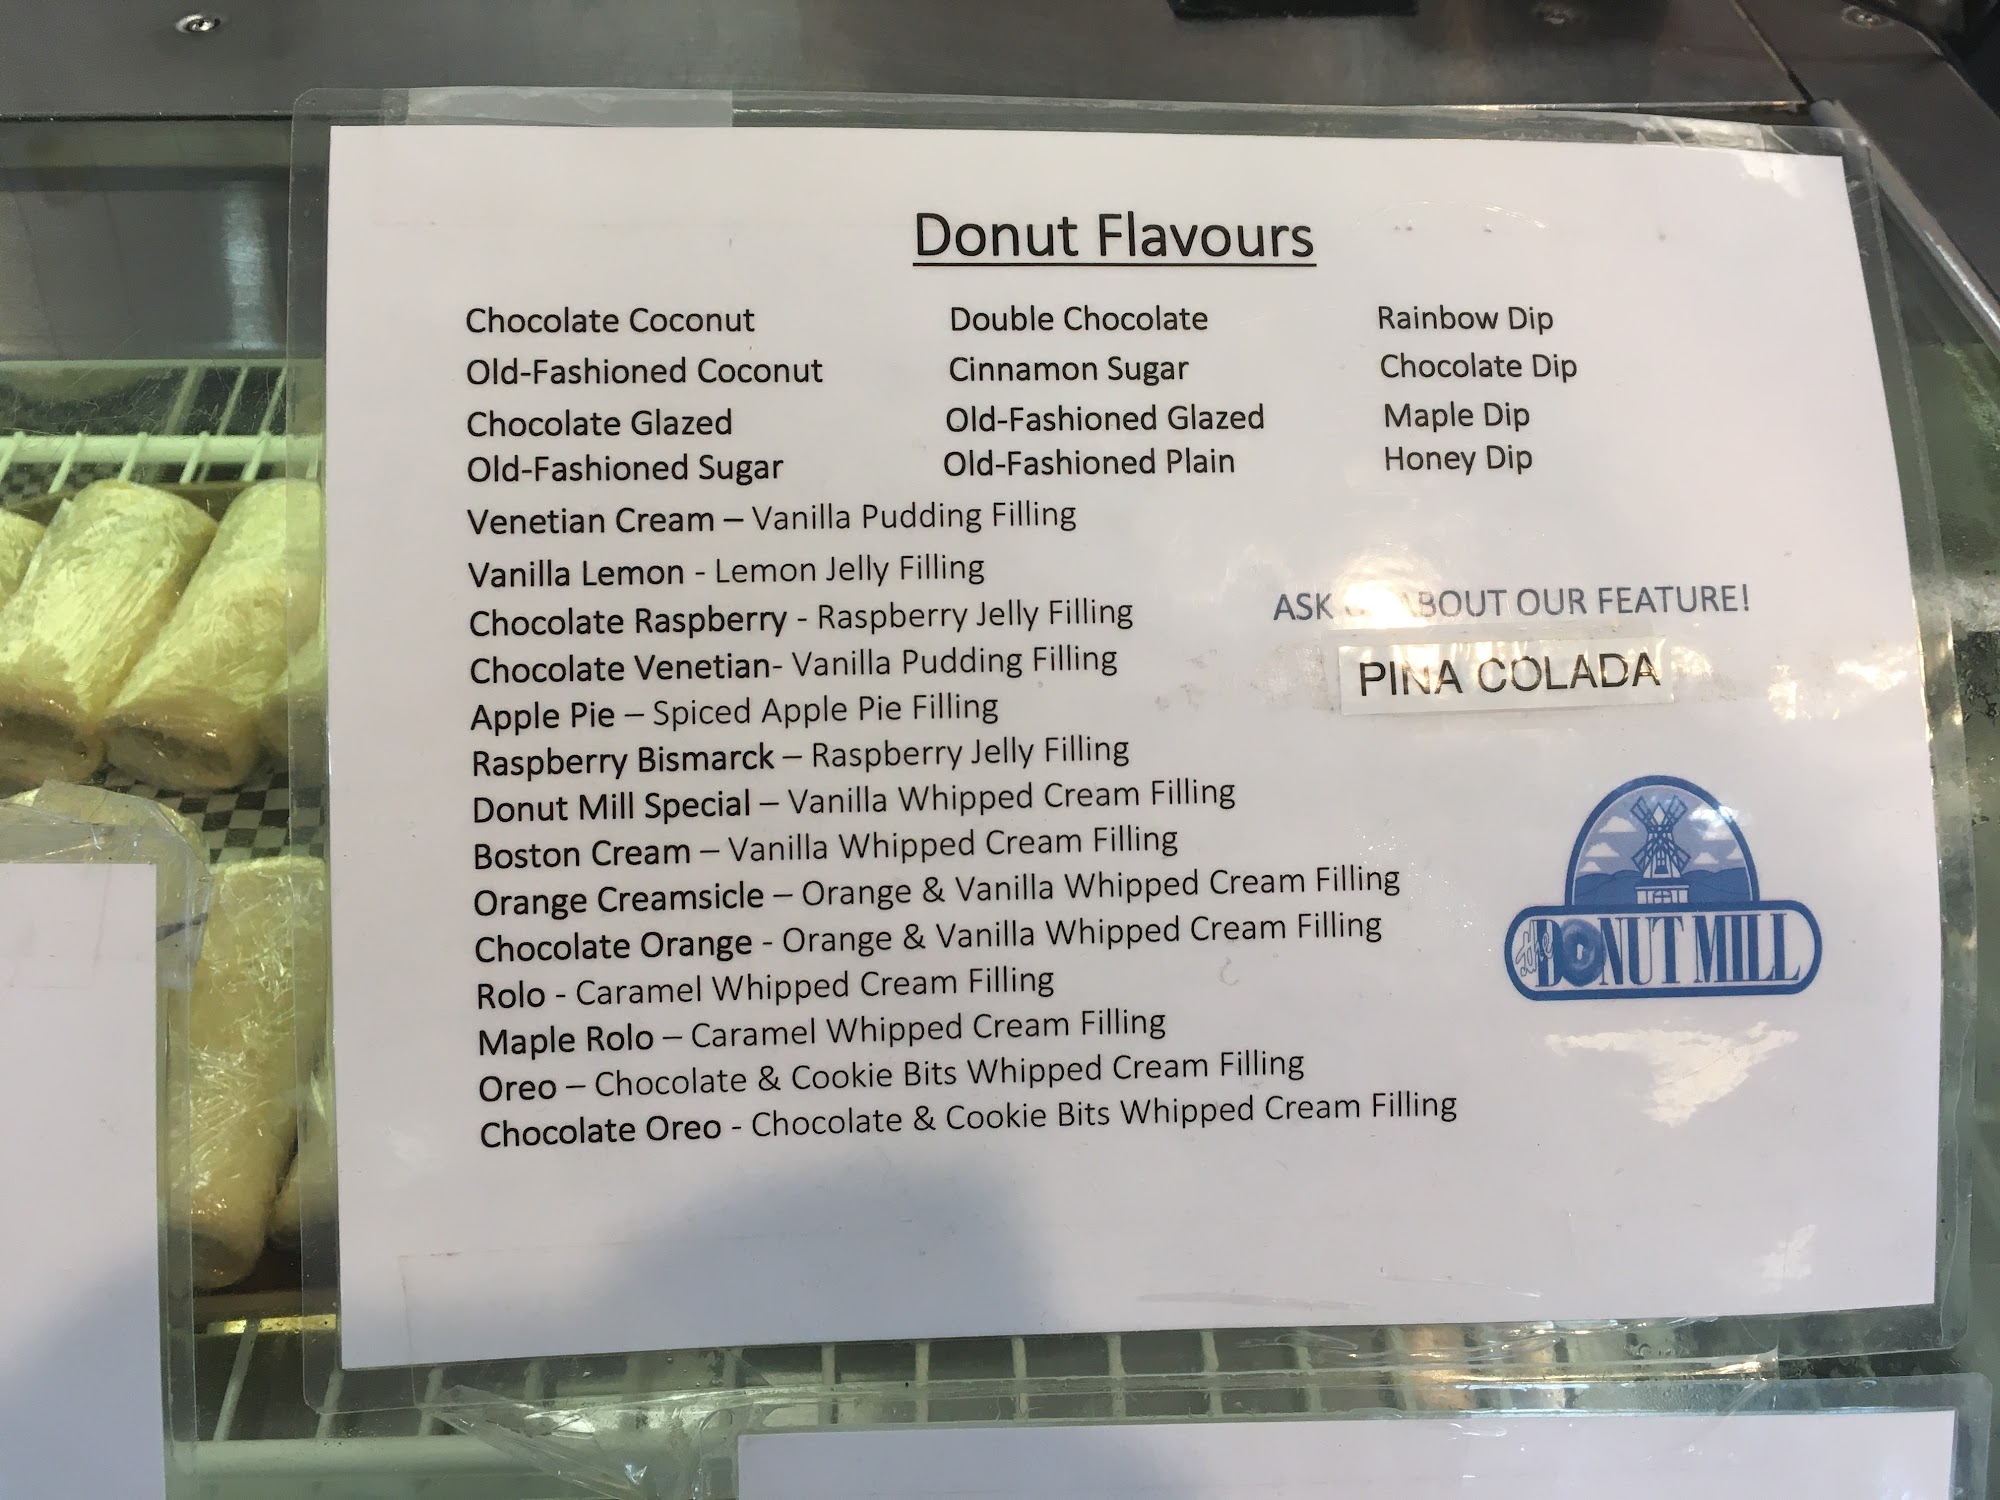 Donut Flavours
Chocolate Coconut Double Chocolate Rainbow Dip
Old-Fashioned Coconut Cinnamon Sugar Chocolate Dip
Chocolate Glazed Old-Fashioned Glazed Maple Dip
Old-Fashioned Sugar Old-Fashioned Plain Honey Dip
Venetian Cream – Vanilla Pudding Filling
Vanilla Lemon - Lemon Jelly Filling
Chocolate Raspberry - Raspberry Jelly Filling
Chocolate Venetian- Vanilla Pudding Filling
Apple Pie – Spiced Apple Pie Filling
Raspberry Bismarck – Raspberry Jelly Filling
Donut Mill Special – Vanilla Whipped Cream Filling
Boston Cream – Vanilla Whipped Cream Filling
Orange Creamsicle – Orange & Vanilla Whipped Cream Filling
Chocolate Orange - Orange & Vanilla Whipped Cream Filling
Rolo - Caramel Whipped Cream Filling
Maple Rolo – Caramel Whipped Cream Filling
Oreo – Chocolate & Cookie Bits Whipped Cream Filling
Chocolate Oreo - Chocolate & Cookie Bits Whipped Cream Filling
ASK ABOUT OUR FEATURE!
PINA COLADA
the DONUT MILL